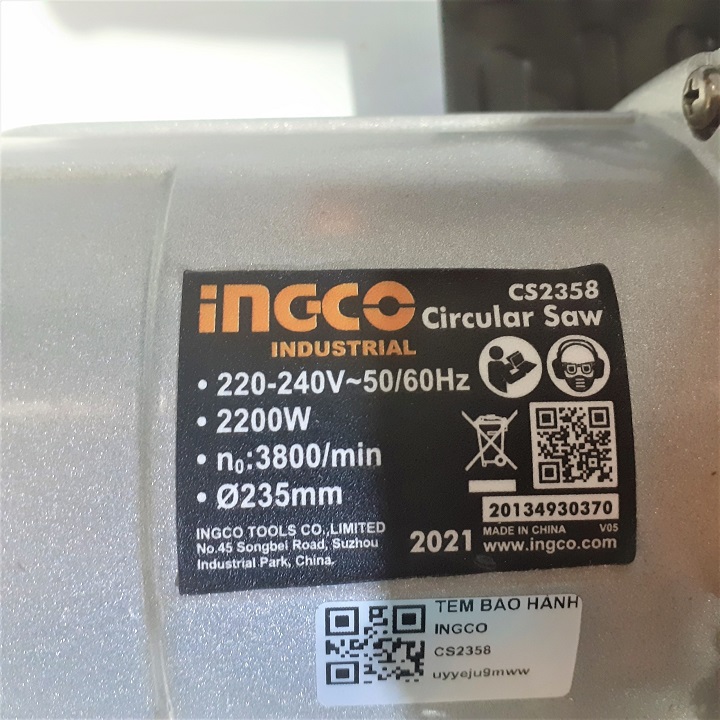 INGCO
INDUSTRIAL
CS2358
Circular Saw
• 220-240V~50/60Hz
• 2200W
• n₀:3800/min
• Ø235mm
20134930370
INGCO TOOLS CO.,LIMITED
No.45 Songbei Road, Suzhou
Industrial Park, China.
2021
MADE IN CHINA V05
www.ingco.com
TEM BAO HANH
INGCO
CS2358
uyyeju9mww